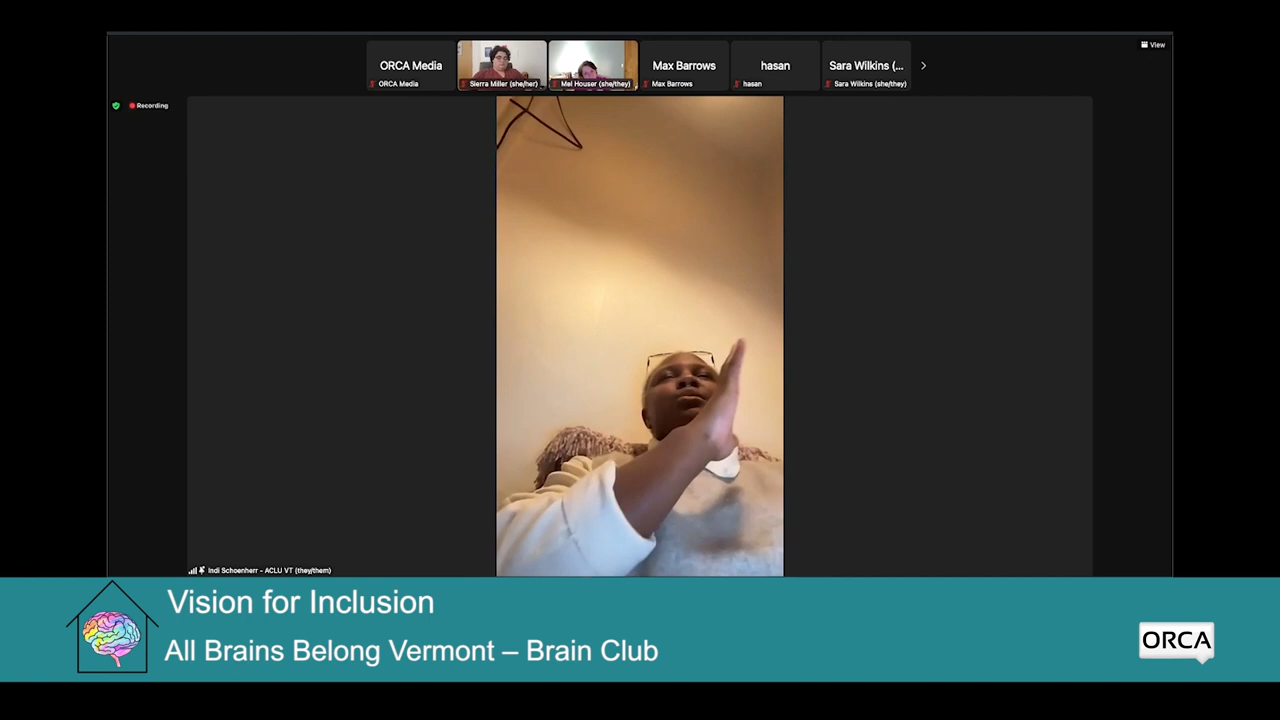 View
ORCA Media
Max Barrows
hasan
Sara Wilkins (...
ORCA Media
Sierra Miller (she/her)
Mel Houser (she/they)
Max Barrows
hasan
Sara Wilkins (she/they)
Recording
Indi Schoenherr - ACLU VT (they/them)
Vision for Inclusion
All Brains Belong Vermont – Brain Club
ORCA